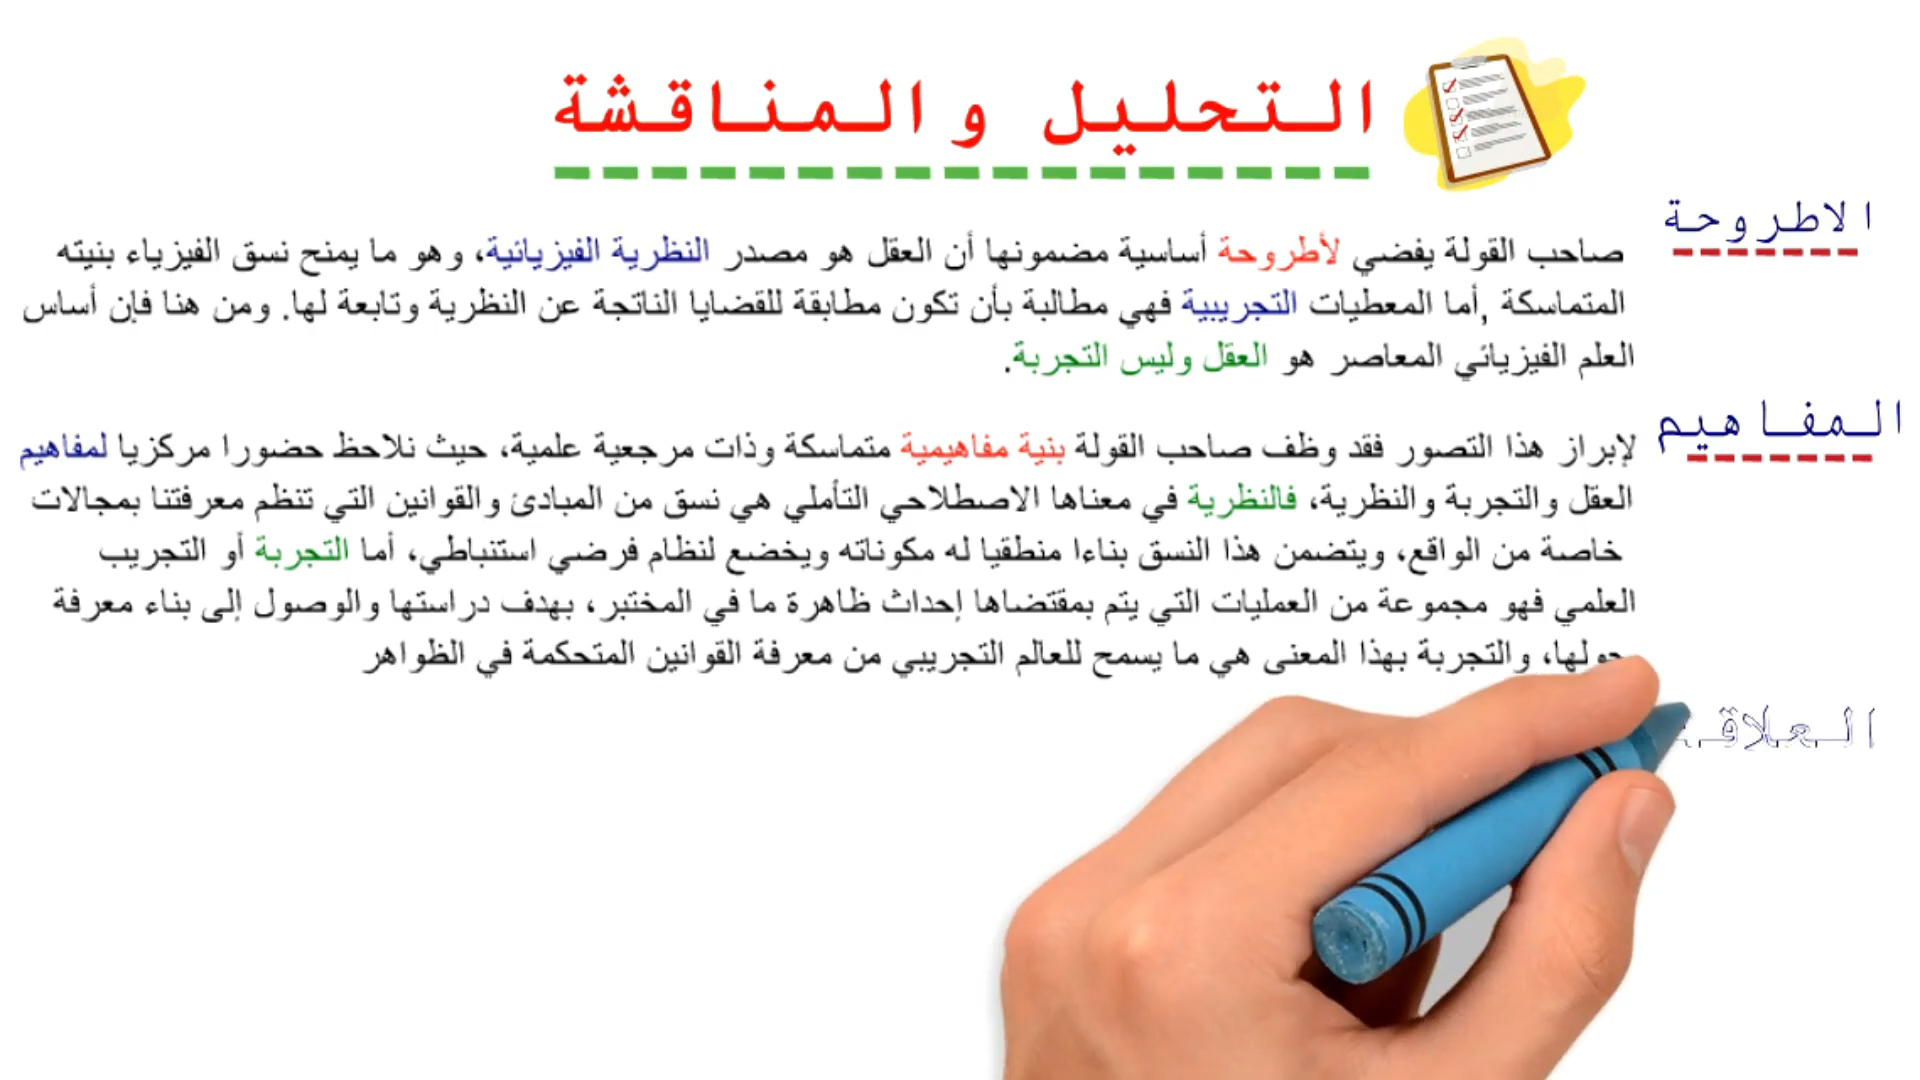 التحليل والمناقشة
الاطروحة
صاحب القولة يفضي لأطروحة أساسية مضمونها أن العقل هو مصدر النظرية الفيزيائية، وهو ما يمنح نسق الفيزياء بنيته
المتماسكة ,أما المعطيات التجريبية فهي مطالبة بأن تكون مطابقة للقضايا الناتجة عن النظرية وتابعة لها. ومن هنا فإن أساس
العلم الفيزيائي المعاصر هو العقل وليس التجربة.
المفاهيم
لإبراز هذا التصور فقد وظف صاحب القولة بنية مفاهيمية متماسكة وذات مرجعية علمية، حيث نلاحظ حضورا مركزيا لمفاهيم
العقل والتجربة والنظرية، فالنظرية في معناها الاصطلاحي التأملي هي نسق من المبادئ والقوانين التي تنظم معرفتنا بمجالات
خاصة من الواقع، ويتضمن هذا النسق بناءا منطقيا له مكوناته ويخضع لنظام فرضي استنباطي، أما التجربة أو التجريب
العلمي فهو مجموعة من العمليات التي يتم بمقتضاها إحداث ظاهرة ما في المختبر، بهدف دراستها والوصول إلى بناء معرفة
حولها، والتجربة بهذا المعنى هي ما يسمح للعالم التجريبي من معرفة القوانين المتحكمة في الظواهر